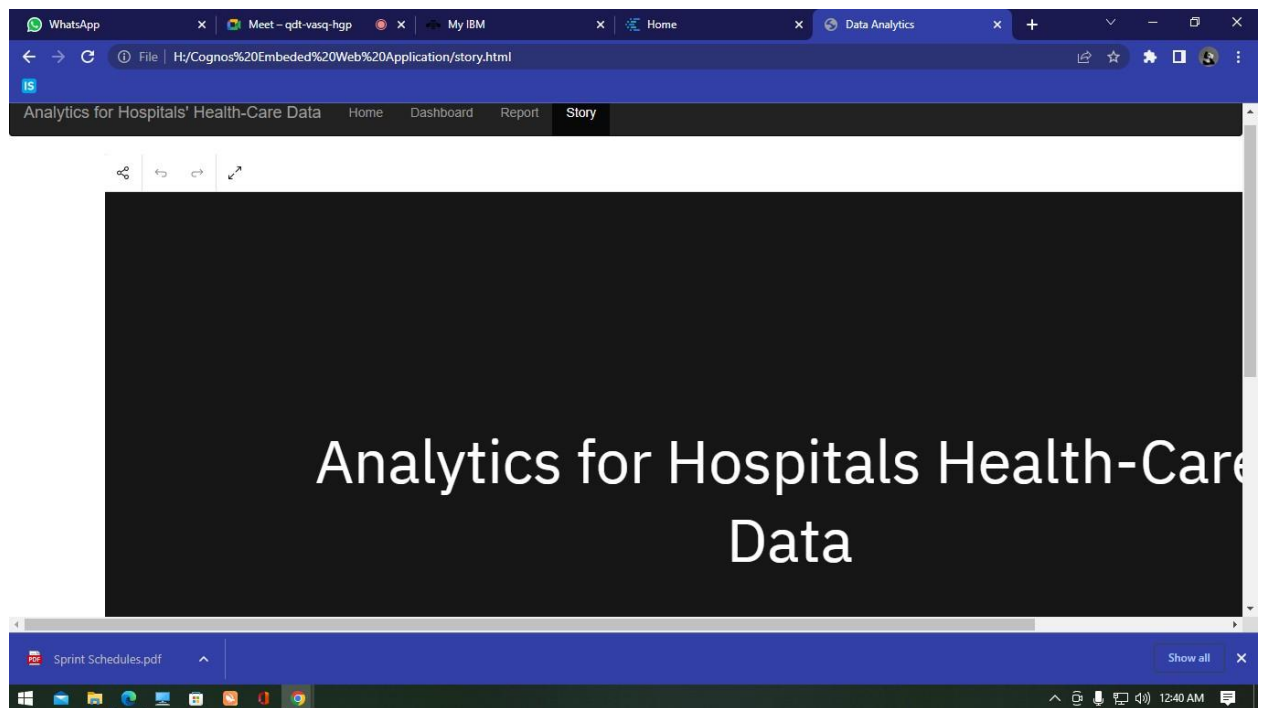 WhatsApp
Meet – qdt-vasq-hgp
My IBM
Home
Data Analytics
File
H:/Cognos%20Embeded%20Web%20Application/story.html
IS
Analytics for Hospitals' Health-Care Data
Home
Dashboard
Report
Story
Analytics for Hospitals Health-Care
Data
PDF
Sprint Schedules.pdf
Show all
12:40 AM